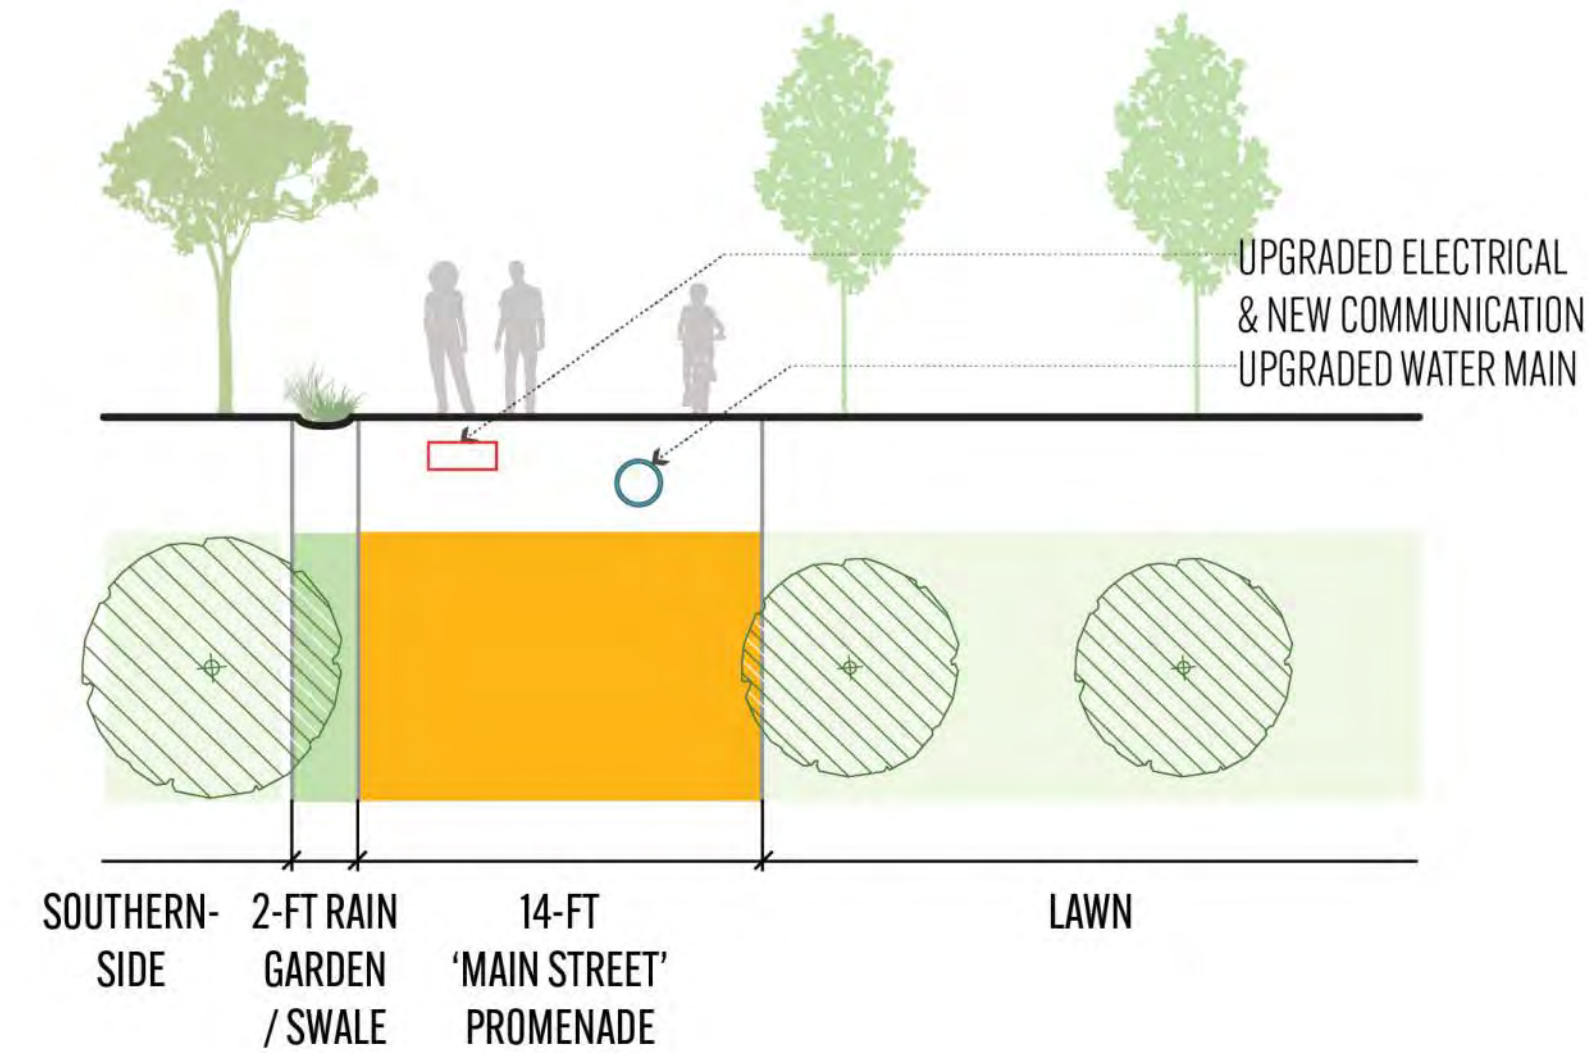 UPGRADED ELECTRICAL
& NEW COMMUNICATION
UPGRADED WATER MAIN
SOUTHERN-
SIDE
2-FT RAIN
GARDEN
/ SWALE
14-FT
‘MAIN STREET’
PROMENADE
LAWN